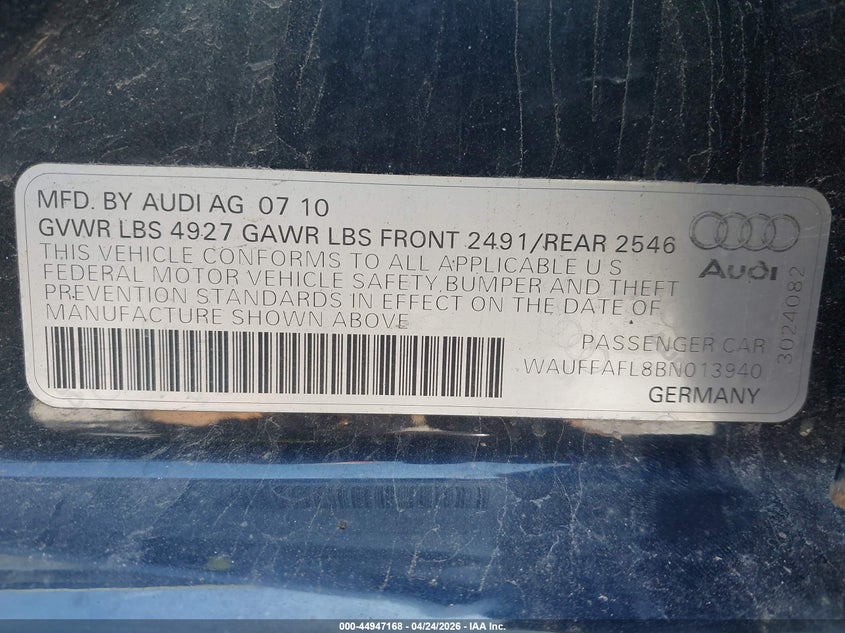 MFD. BY AUDI AG 07 10
GVWR LBS 4927 GAWR LBS FRONT 2491/REAR 2546
THIS VEHICLE CONFORMS TO ALL APPLICABLE U S
FEDERAL MOTOR VEHICLE SAFETY, BUMPER AND THEFT
PREVENTION STANDARDS IN EFFECT ON THE DATE OF
MANUFACTURE SHOWN ABOVE
PASSENGER CAR
WAUFFAFL8BN013940
GERMANY
Audi
3024082
000-44947168 - 04/24/2026 - IAA Inc.